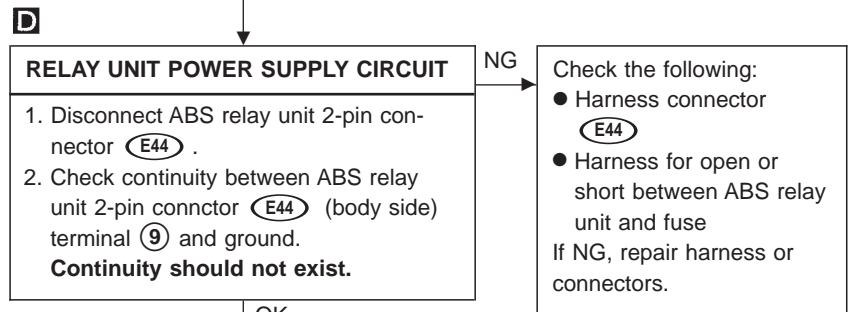 D
RELAY UNIT POWER SUPPLY CIRCUIT
1. Disconnect ABS relay unit 2-pin con-
nector E44 .
2. Check continuity between ABS relay
unit 2-pin connctor E44 (body side)
terminal 9 and ground.
Continuity should not exist.
NG
Check the following:
● Harness connector
E44
● Harness for open or
short between ABS relay
unit and fuse
If NG, repair harness or
connectors.
OK